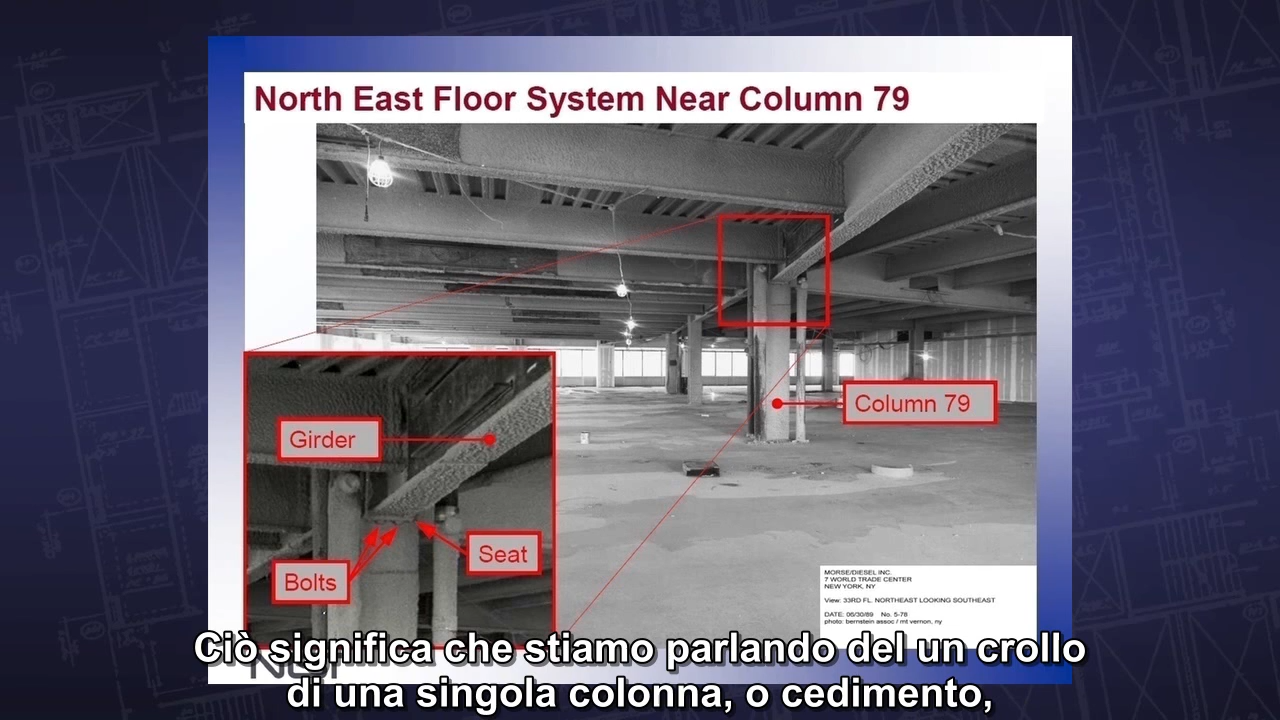 North East Floor System Near Column 79
Column 79
Girder
Seat
Bolts
MORSE/DIESEL INC.
7 WORLD TRADE CENTER
NEW YORK, NY
View: 33RD FL. NORTHEAST LOOKING SOUTHEAST
DATE: 06/30/89 No. 5-78
photo: bernstein assoc / mt vernon, ny
Ciò significa che stiamo parlando del un crollo
di una singola colonna, o cedimento,